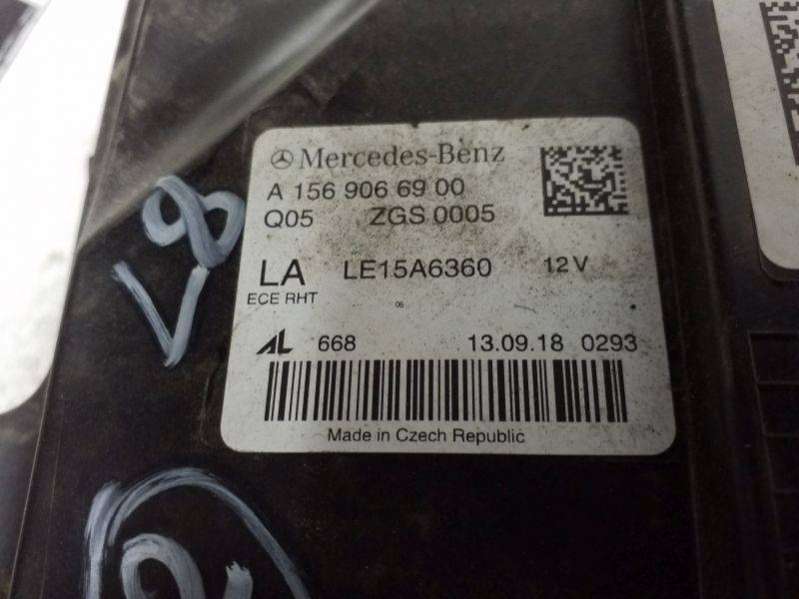 Mercedes-Benz
A 156 906 69 00
Q05 ZGS 0005
LA LE15A6360 12 V
ECE RHT
AL 668 13.09.18 0293
Made in Czech Republic